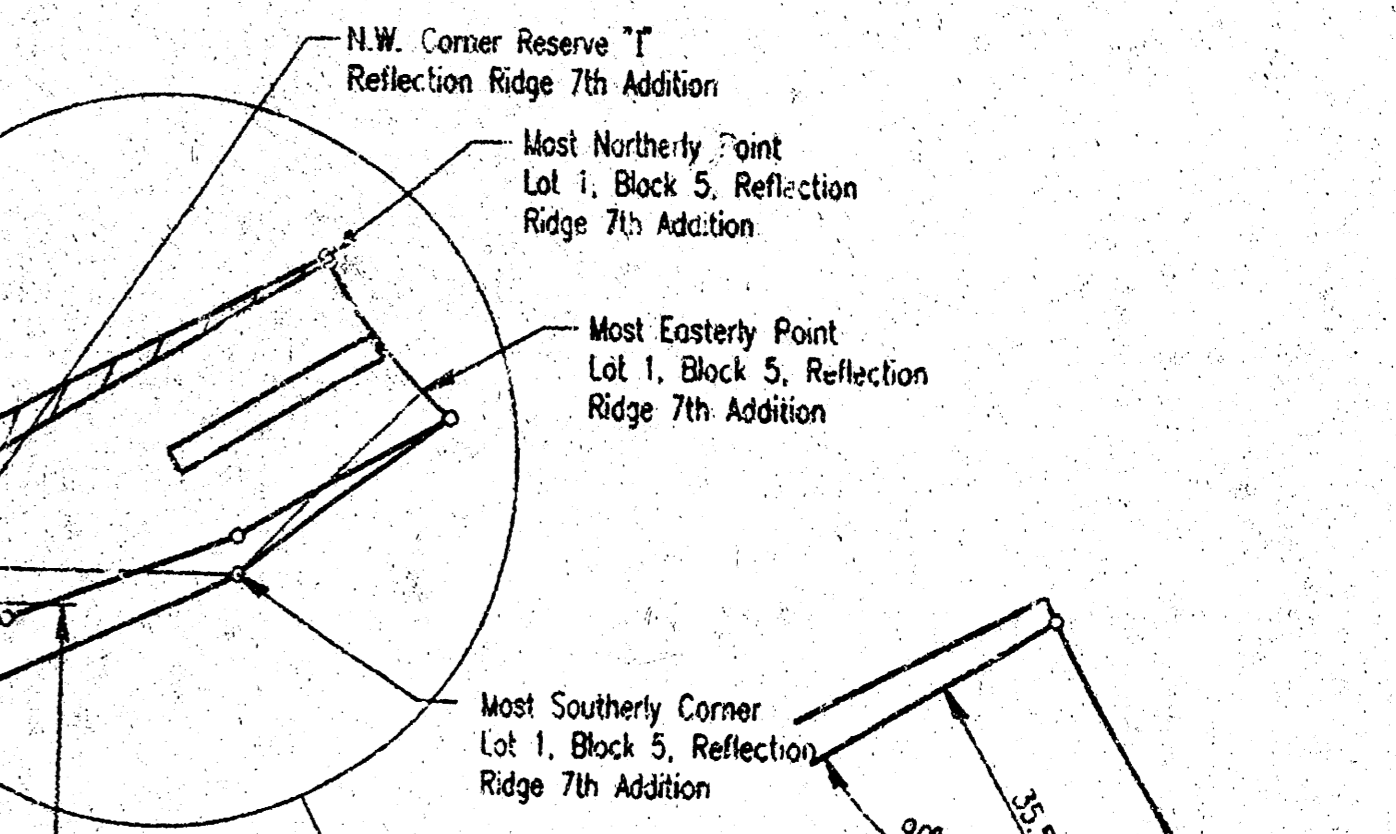 N.W. Corner Reserve "I"
Reflection Ridge 7th Addition
Most Northerly Point
Lot 1, Block 5, Reflection
Ridge 7th Addition
Most Easterly Point
Lot 1, Block 5, Reflection
Ridge 7th Addition
Most Southerly Corner
Lot 1, Block 5, Reflection
Ridge 7th Addition